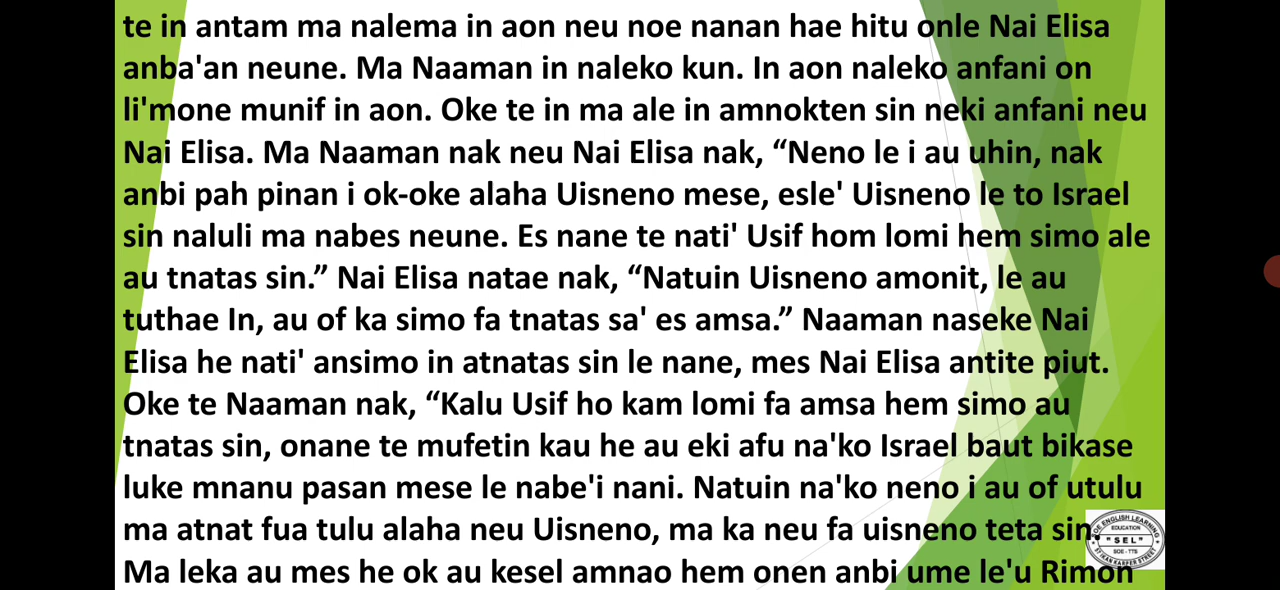 te in antam ma nalema in aon neu noe nanan hae hitu onle Nai Elisa
anba'an neune. Ma Naaman in naleko kun. In aon naleko anfani on
li'mone munif in aon. Oke te in ma ale in amnokten sin neki anfani neu
Nai Elisa. Ma Naaman nak neu Nai Elisa nak, “Neno le i au uhin, nak
anbi pah pinan i ok-oke alaha Uisneno mese, esle' Uisneno le to Israel
sin naluli ma nabes neune. Es nane te nati' Usif hom lomi hem simo ale
au tnatas sin.” Nai Elisa natae nak, “Natuin Uisneno amonit, le au
tuthae In, au of ka simo fa tnatas sa' es amsa.” Naaman naseke Nai
Elisa he nati' ansimo in atnatas sin le nane, mes Nai Elisa antite piut.
Oke te Naaman nak, “Kalu Usif ho kam lomi fa amsa hem simo au
tnatas sin, onane te mufetin kau he au eki afu na'ko Israel baut bikase
luke mnanu pasan mese le nabe'i nani. Natuin na'ko neno i au of utulu
ma atnat fua tulu alaha neu Uisneno, ma ka neu fa uisneno teta sin.
Ma leka au mes he ok au kesel amnao hem onen anbi ume le'u Rimon
SOE ENGLISH LEARNING
EDUCATION
"SEL"
SOE - TTS